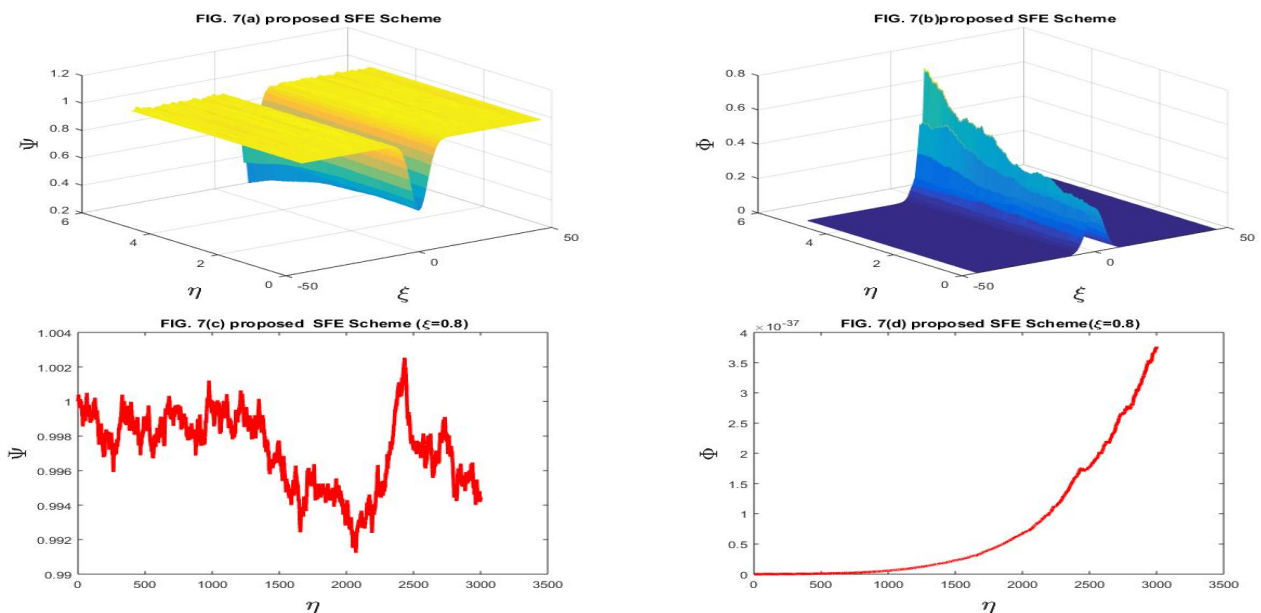 FIG. 7(a) proposed SFE Scheme
1.2
1
0.8
0.6
0.4
0.2
Ψ
6
4
2
0
η
-50
0
50
ξ
FIG. 7(b)proposed SFE Scheme
0.8
0.6
0.4
0.2
0
Φ
6
4
2
0
η
-50
0
50
ξ
FIG. 7(c) proposed SFE Scheme (ξ=0.8)
1.004
1.002
1
0.998
0.996
0.994
0.992
0.99
Ψ
0 500 1000 1500 2000 2500 3000 3500
η
FIG. 7(d) proposed SFE Scheme(ξ=0.8)
×10-37
4
3.5
3
2.5
2
1.5
1
0.5
0
Φ
0 500 1000 1500 2000 2500 3000 3500
η